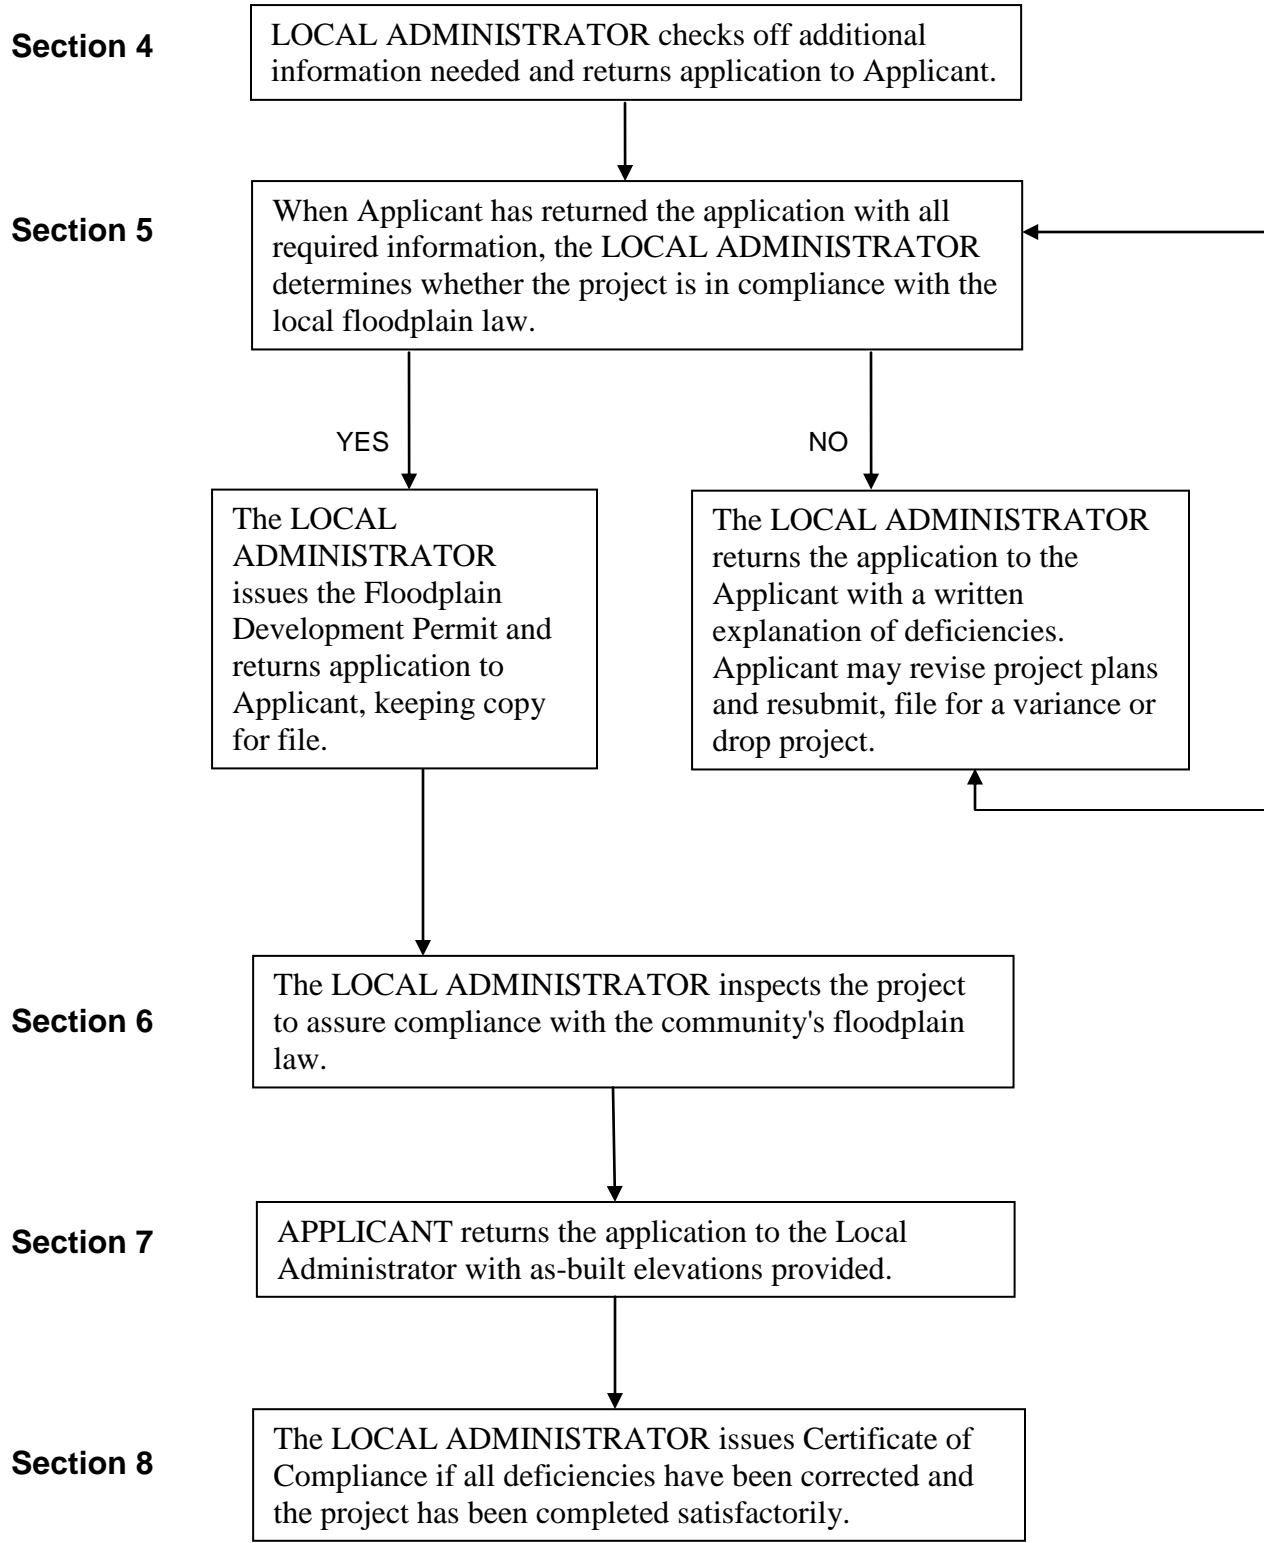 Section 4
LOCAL ADMINISTRATOR checks off additional
information needed and returns application to Applicant.
Section 5
When Applicant has returned the application with all
required information, the LOCAL ADMINISTRATOR
determines whether the project is in compliance with the
local floodplain law.
YES
NO
The LOCAL
ADMINISTRATOR
issues the Floodplain
Development Permit and
returns application to
Applicant, keeping copy
for file.
The LOCAL ADMINISTRATOR
returns the application to the
Applicant with a written
explanation of deficiencies.
Applicant may revise project plans
and resubmit, file for a variance or
drop project.
Section 6
The LOCAL ADMINISTRATOR inspects the project
to assure compliance with the community's floodplain
law.
Section 7
APPLICANT returns the application to the Local
Administrator with as-built elevations provided.
Section 8
The LOCAL ADMINISTRATOR issues Certificate of
Compliance if all deficiencies have been corrected and
the project has been completed satisfactorily.